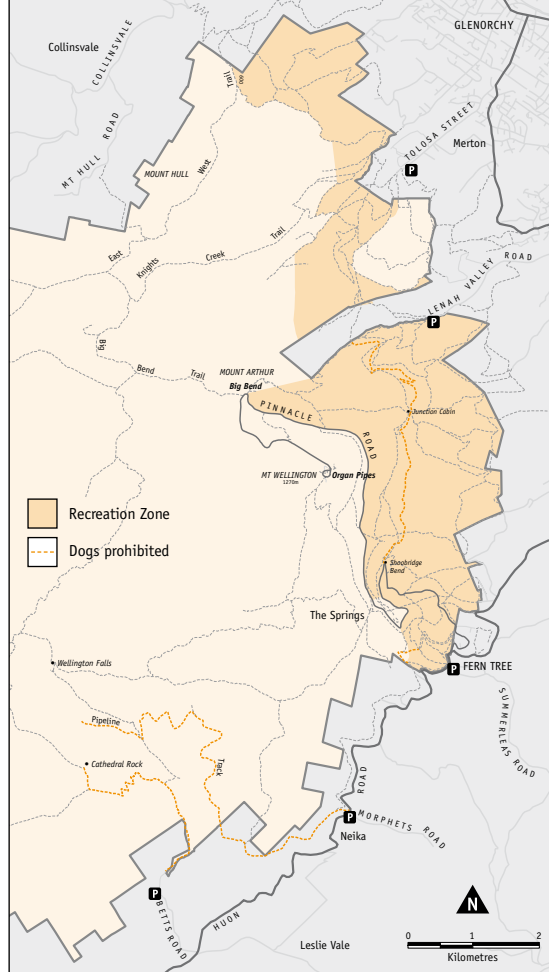 GLENORCHY
Collinsvale
COLLINSVALE
Trail
TOLOSA STREET
Merton
P
MT HULL ROAD
MOUNT HULL
West
East
Knights
Creek
Trail
LENAH VALLEY ROAD
P
Big
Bend
Trail
MOUNT ARTHUR
Big Bend
PINNACLE
ROAD
Junction Cabin
MT WELLINGTON
1270m
Organ Pipes
Recreation Zone
Dogs prohibited
Shoobridge
Bend
The Springs
Wellington Falls
P
FERN TREE
SUMMERLEAS ROAD
Pipeline
Track
Cathedral Rock
ROAD
P
MORPHETS ROAD
Neika
P
BETTS ROAD
HUON
Leslie Vale
N
0 1 2
Kilometres